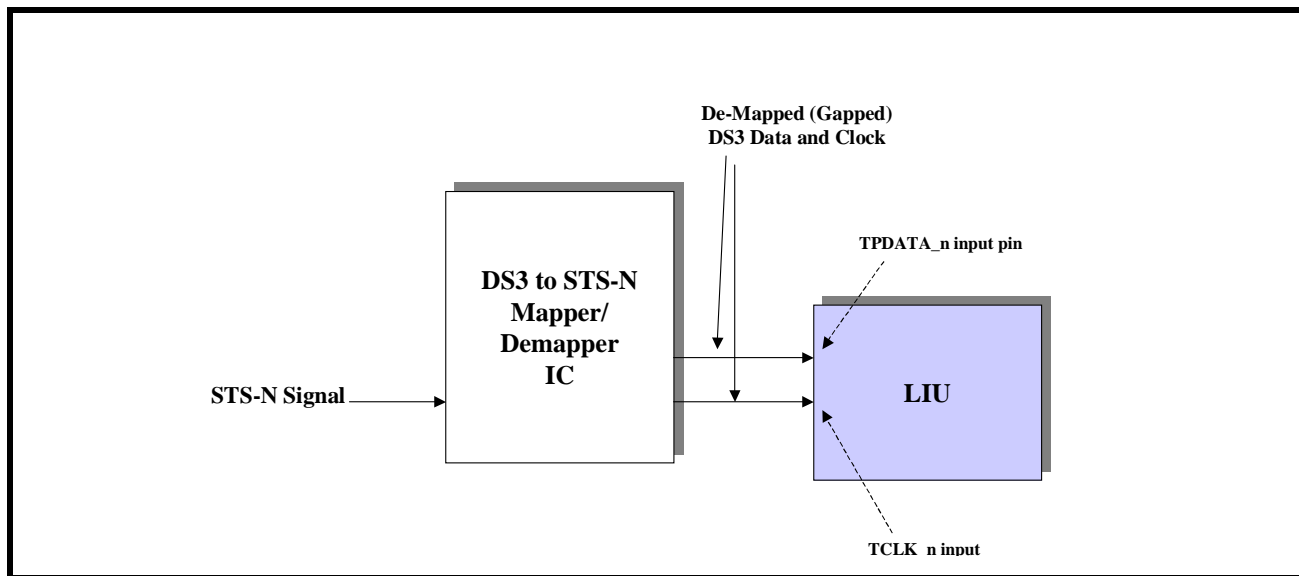 De-Mapped (Gapped)
DS3 Data and Clock
TPDATA_n input pin
DS3 to STS-N
Mapper/
Demapper
IC
STS-N Signal
LIU
TCLK_n input